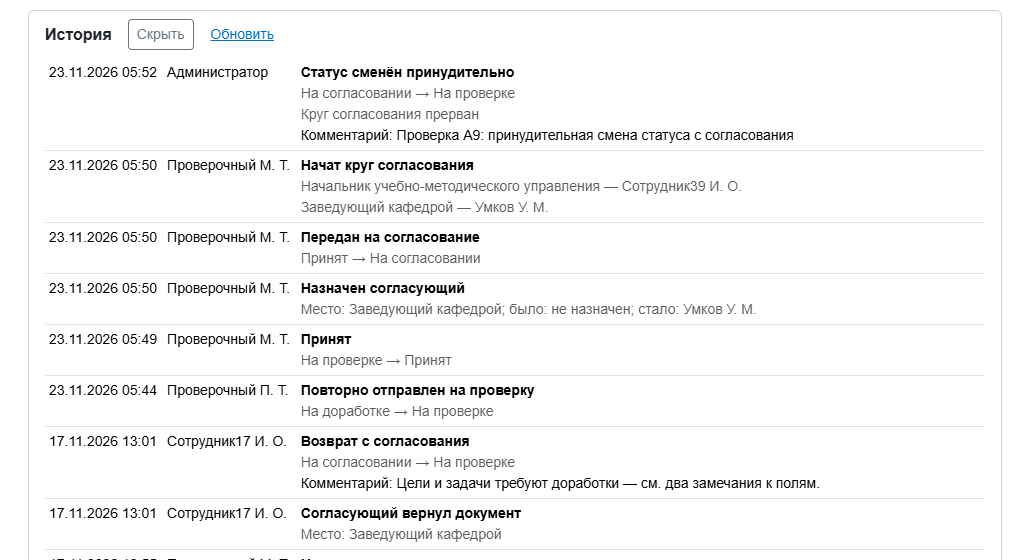 История Скрыть Обновить
23.11.2026 05:52 Администратор Статус сменён принудительно
На согласовании → На проверке
Круг согласования прерван
Комментарий: Проверка А9: принудительная смена статуса с согласования
23.11.2026 05:50 Проверочный М. Т. Начат круг согласования
Начальник учебно-методического управления — Сотрудник39 И. О.
Заведующий кафедрой — Умков У. М.
23.11.2026 05:50 Проверочный М. Т. Передан на согласование
Принят → На согласовании
23.11.2026 05:50 Проверочный М. Т. Назначен согласующий
Место: Заведующий кафедрой; было: не назначен; стало: Умков У. М.
23.11.2026 05:49 Проверочный М. Т. Принят
На проверке → Принят
23.11.2026 05:44 Проверочный П. Т. Повторно отправлен на проверку
На доработке → На проверке
17.11.2026 13:01 Сотрудник17 И. О. Возврат с согласования
На согласовании → На проверке
Комментарий: Цели и задачи требуют доработки — см. два замечания к полям.
17.11.2026 13:01 Сотрудник17 И. О. Согласующий вернул документ
Место: Заведующий кафедрой